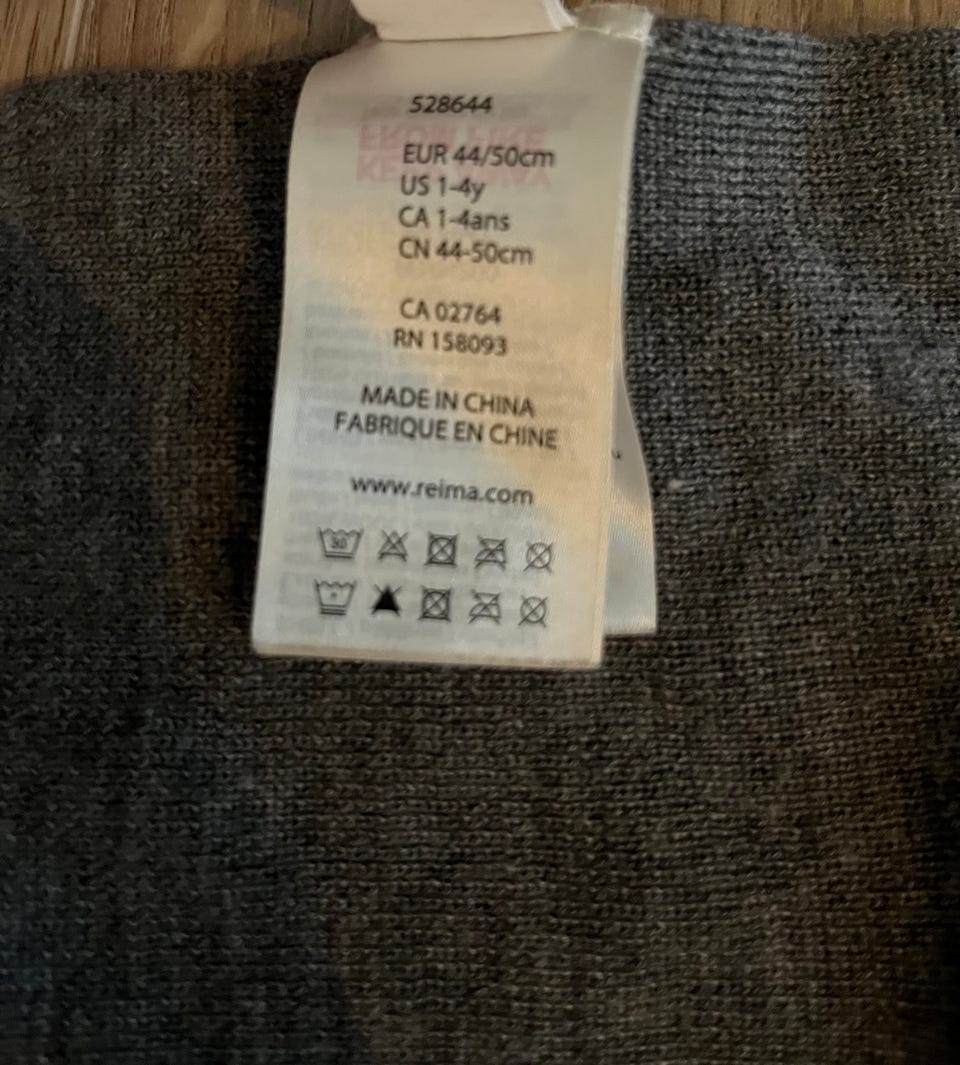 528644
EUR 44/50cm
US 1-4y
CA 1-4ans
CN 44-50cm
CA 02764
RN 158093
MADE IN CHINA
FABRIQUE EN CHINE
www.reima.com
30